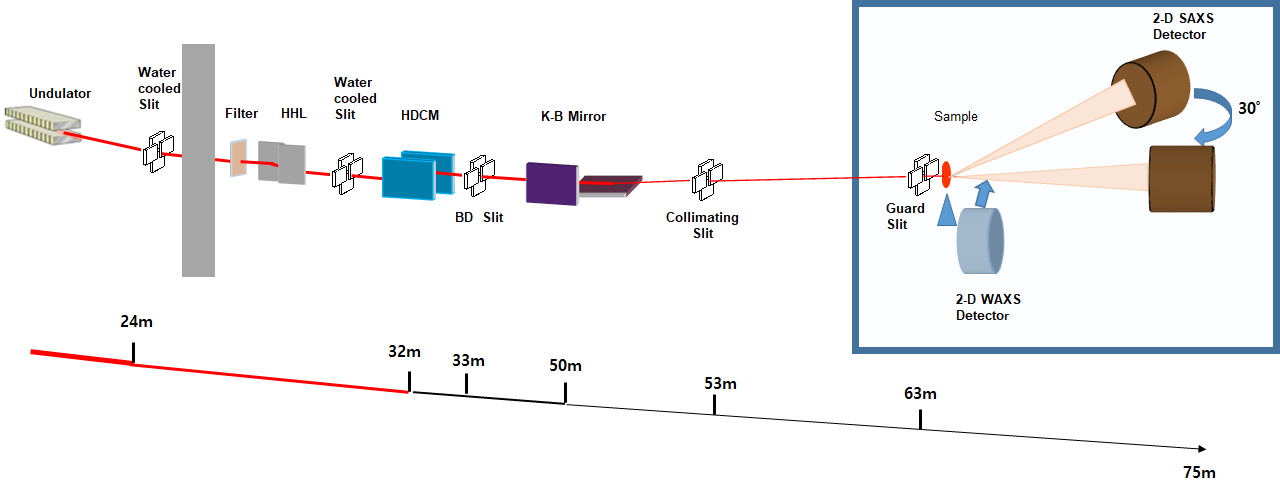 Undulator
Water
cooled
Slit
Filter
HHL
Water
cooled
Slit
HDCM
BD Slit
K-B Mirror
Collimating
Slit
Sample
Guard
Slit
2-D SAXS
Detector
30°
2-D WAXS
Detector
24m
32m
33m
50m
53m
63m
75m